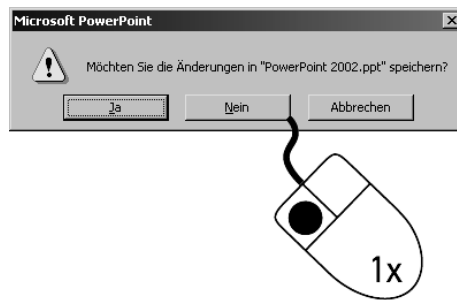 Microsoft PowerPoint
Möchten Sie die Änderungen in "PowerPoint 2002.ppt" speichern?
Ja Nein Abbrechen
1x